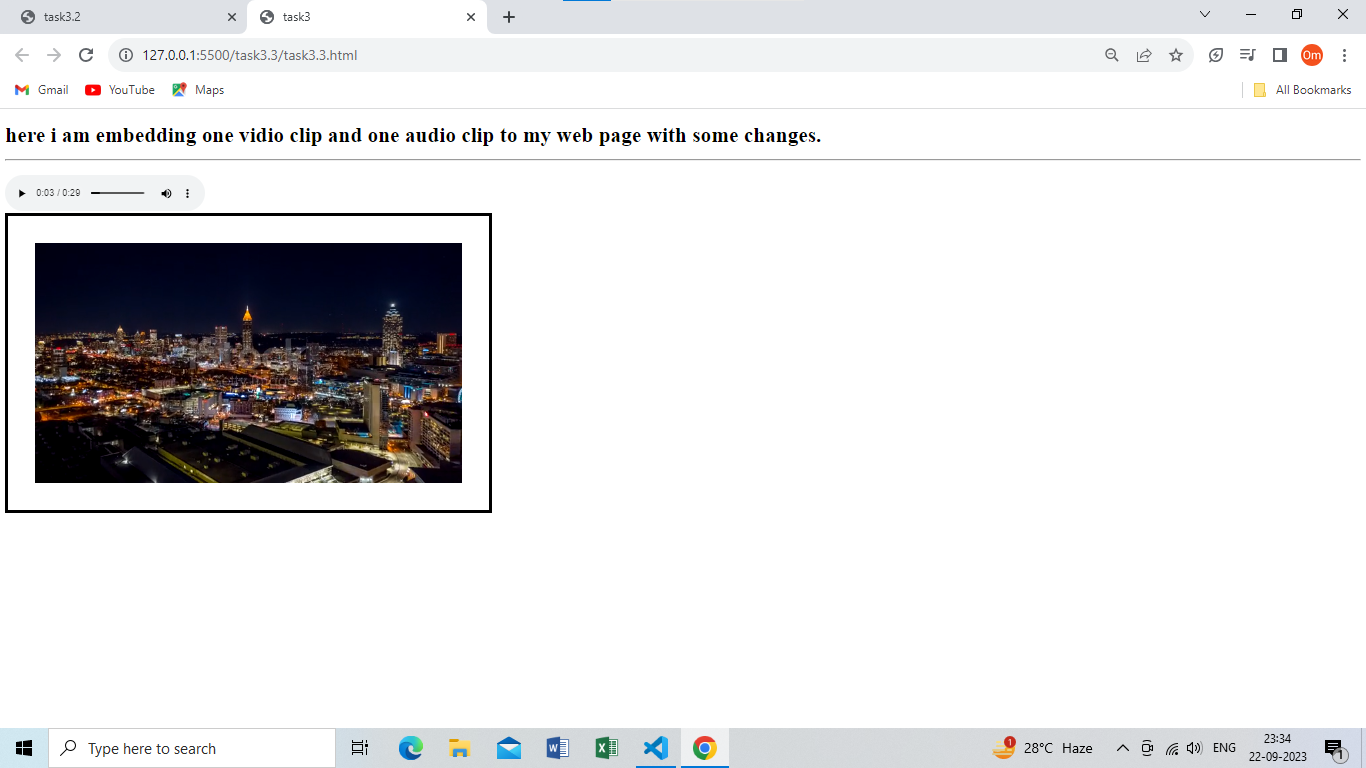 task3.2
task3
127.0.0.1:5500/task3.3/task3.3.html
Om
Gmail
YouTube
Maps
All Bookmarks
here i am embedding one vidio clip and one audio clip to my web page with some changes.
0:03 / 0:29
iStock
Type here to search
1
28°C Haze
ENG
23:34
22-09-2023
1